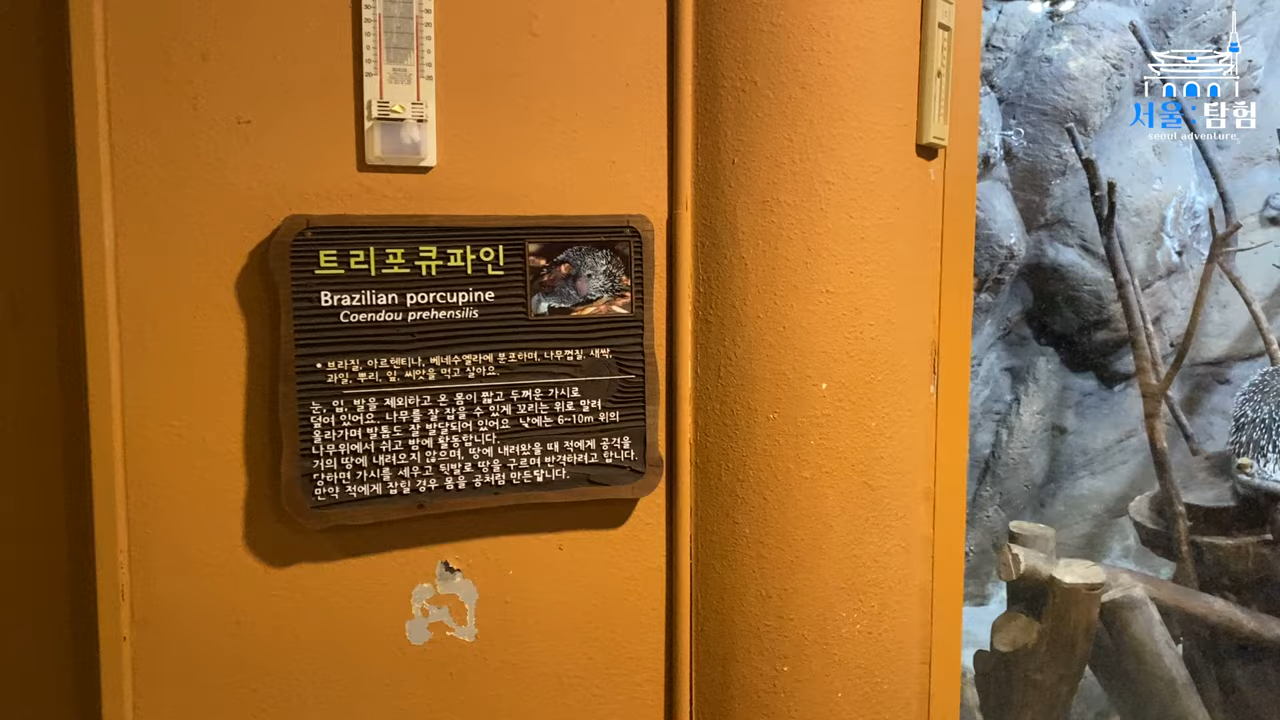 서울:탐험
seoul adventure
트리포큐파인
Brazilian porcupine
Coendou prehensilis
• 브라질, 아르헨티나, 베네수엘라에 분포하며, 나무껍질, 새싹,
과일, 뿌리, 잎, 씨앗을 먹고 살아요.
눈, 입, 발을 제외하고 온 몸이 짧고 두꺼운 가시로
덮여 있어요. 나무를 잘 잡을 수 있게 꼬리는 위로 말려
올라가며 발톱도 잘 발달되어 있어요. 낮에는 6~10m 위의
나무위에서 쉬고 밤에 활동합니다.
거의 땅에 내려오지 않으며, 땅에 내려왔을 때 적에게 공격을
당하면 가시를 세우고 뒷발로 땅을 구르며 반격하려고 합니다.
만약 적에게 잡힐 경우 몸을 공처럼 만든답니다.